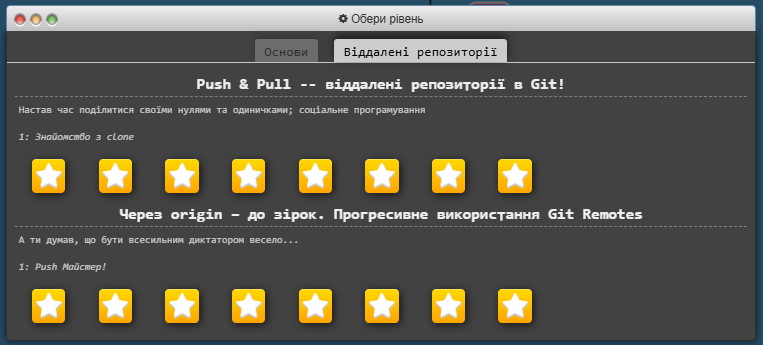 Обери рівень
Основи
Віддалені репозиторії
Push & Pull -- віддалені репозиторії в Git!
Настав час поділитися своїми нулями та одиничками; соціальне програмування
1: Знайомство з clone
Через origin – до зірок. Прогресивне використання Git Remotes
А ти думав, що бути всесильним диктатором весело...
1: Push Майстер!